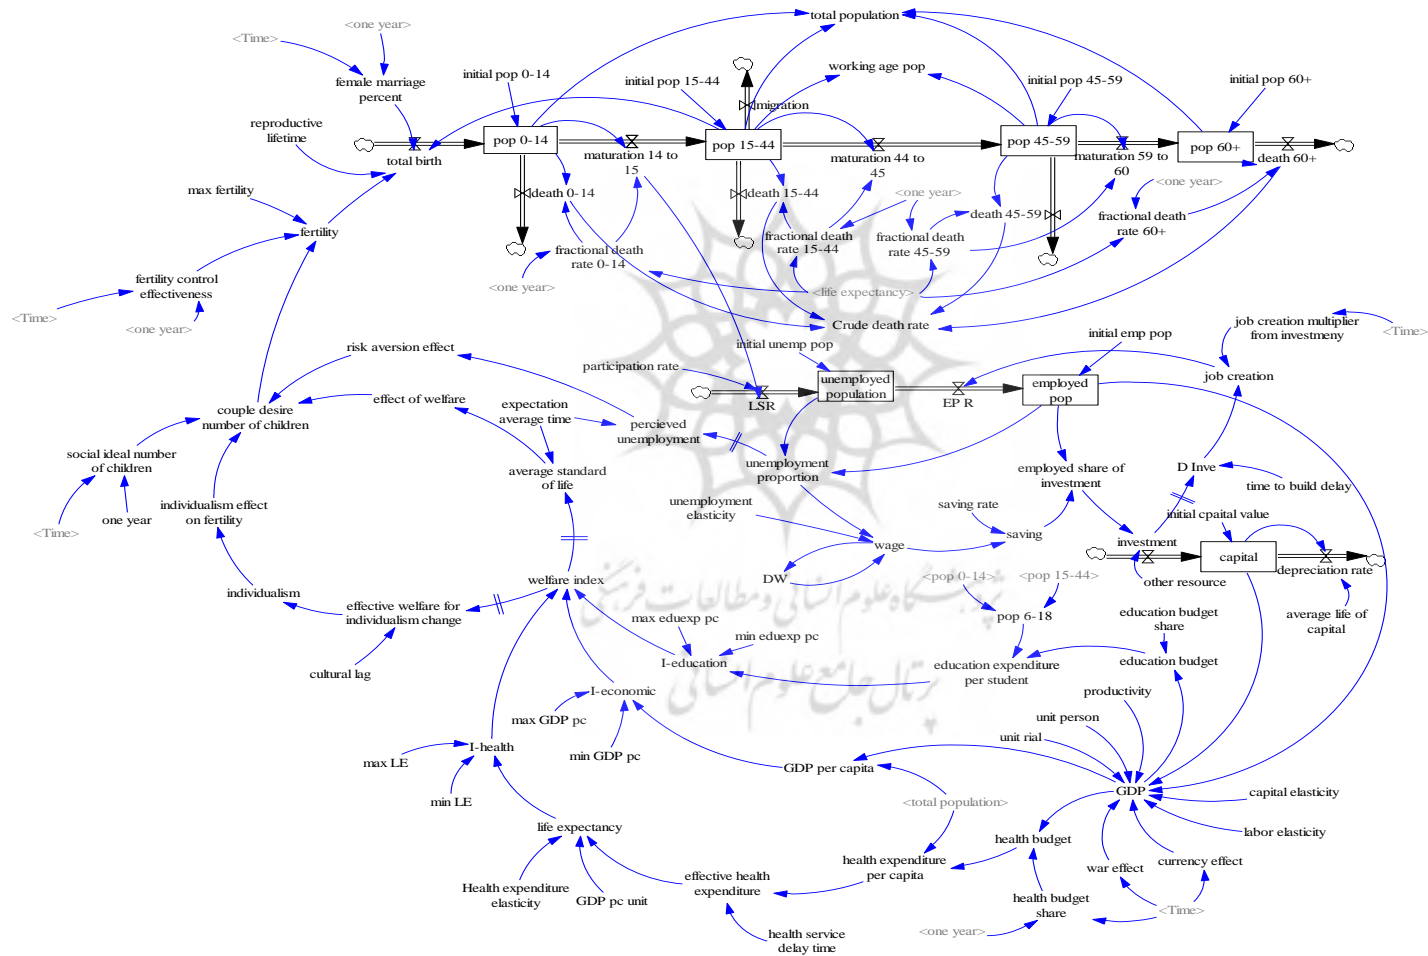 total population
<one year>
<Time>
female marriage
percent
initial pop 0-14
initial pop 15-44
working age pop
initial pop 45-59
initial pop 60+
migration
reproductive
lifetime
pop 0-14
pop 15-44
pop 45-59
pop 60+
total birth
maturation 14 to
15
maturation 44 to
45
maturation 59 to
60
death 60+
max fertility
death 0-14
death 15-44
<one year>
death 45-59
<one year>
fractional death
rate 60+
fertility
fractional death
rate 0-14
fractional death
rate 15-44
fractional death
rate 45-59
fertility control
effectiveness
<Time>
<one year>
<one year>
<life expectancy>
Crude death rate
initial unemp pop
initial emp pop
job creation multiplier
from investmeny
<Time>
risk aversion effect
participation rate
unemployed
population
employed
pop
job creation
LSR
EP R
effect of welfare
couple desire
number of children
expectation
average time
percieved
unemployment
social ideal number
of children
average standard
of life
unemployment
proportion
employed share of
investment
D Inve
time to build delay
individualism effect
on fertility
one year
<Time>
unemployment
elasticity
saving rate
initial cpaital value
wage
saving
investment
capital
depreciation rate
DW
<pop 0-14>
<pop 15-44>
other resource
welfare index
individualism
effective welfare for
individualism change
max eduexp pc
pop 6-18
education budget
share
average life of
capital
پژوهشگاه علوم انسانی و مطالعات فرهنگی
min eduexp pc
cultural lag
I-education
education expenditure
per student
education budget
پرتال جامع علوم انسانی
I-economic
productivity
max GDP pc
unit person
unit rial
I-health
min GDP pc
max LE
GDP per capita
min LE
GDP
capital elasticity
<total population>
life expectancy
health budget
labor elasticity
health expenditure
per capita
war effect
currency effect
Health expenditure
elasticity
GDP pc unit
effective health
expenditure
health budget
share
<Time>
<one year>
health service
delay time